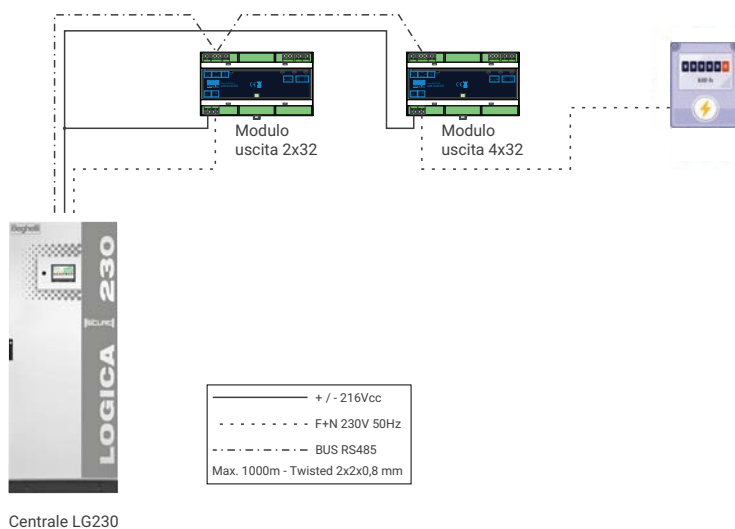 Modulo
uscita 2x32
Modulo
uscita 4x32
Beghelli
LOGICA 230
+ / - 216Vcc
F+N 230V 50Hz
BUS RS485
Max. 1000m - Twisted 2x2x0,8 mm
Centrale LG230